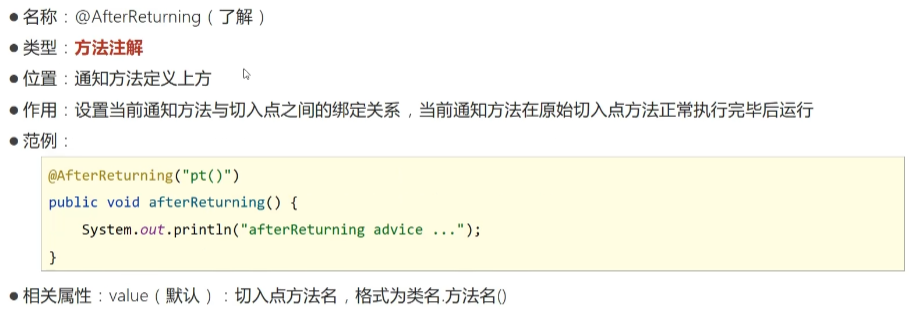 ● 名称：@AfterReturning（了解）
● 类型：方法注解
● 位置：通知方法定义上方
● 作用：设置当前通知方法与切入点之间的绑定关系，当前通知方法在原始切入点方法正常执行完毕后运行
● 范例：
@AfterReturning("pt()")
public void afterReturning() {
    System.out.println("afterReturning advice ...");
}
● 相关属性：value（默认）：切入点方法名，格式为类名.方法名()